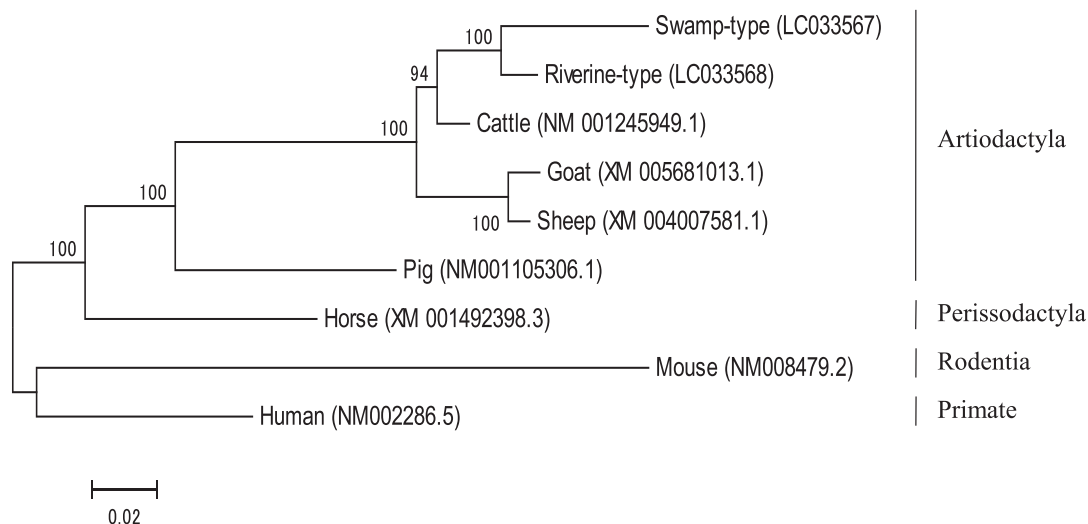 100
Swamp-type (LC033567)
94
Riverine-type (LC033568)
100
Cattle (NM 001245949.1)
Artiodactyla
Goat (XM 005681013.1)
100
100
Sheep (XM 004007581.1)
100
Pig (NM001105306.1)
Horse (XM 001492398.3)
Perissodactyla
Mouse (NM008479.2)
Rodentia
Human (NM002286.5)
Primate
0.02